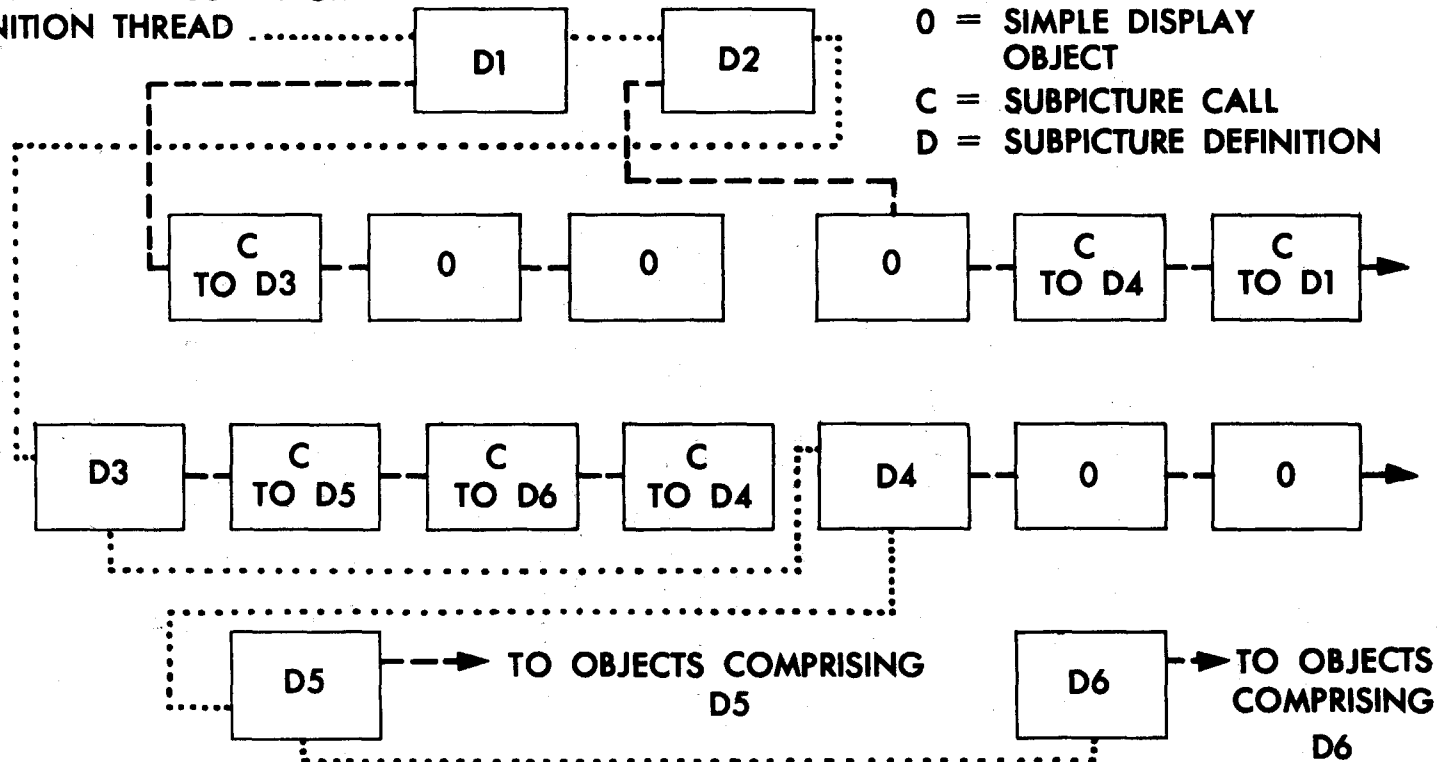 NITION THREAD
D1
D2
0 = SIMPLE DISPLAY
OBJECT
C = SUBPICTURE CALL
D = SUBPICTURE DEFINITION
C
TO D3
0
0
0
C
TO D4
C
TO D1
D3
C
TO D5
C
TO D6
C
TO D4
D4
0
0
D5
TO OBJECTS COMPRISING
D5
D6
TO OBJECTS
COMPRISING
D6